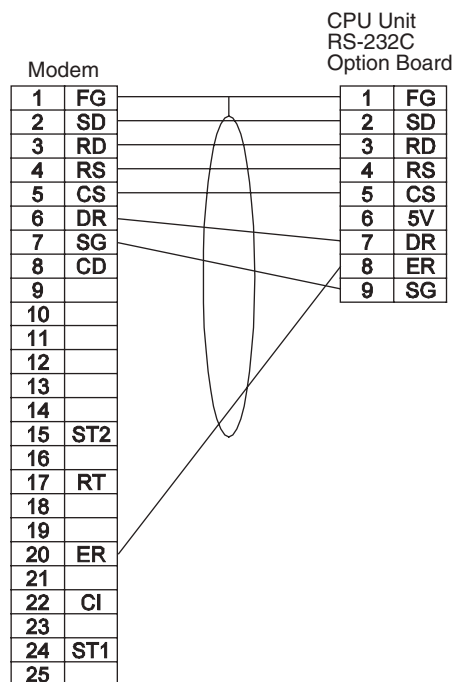 CPU Unit
RS-232C
Option Board
Modem
1 FG
2 SD
3 RD
4 RS
5 CS
6 DR
7 SG
8 CD
9
10
11
12
13
14
15 ST2
16
17 RT
18
19
20 ER
21
22 CI
23
24 ST1
25
1 FG
2 SD
3 RD
4 RS
5 CS
6 5V
7 DR
8 ER
9 SG